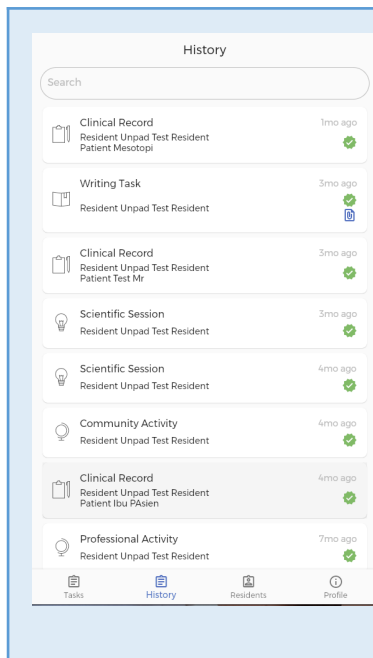 History
Search
Clinical Record
1mo ago
Resident Unpad Test Resident
Patient Mesotopi
Writing Task
3mo ago
Resident Unpad Test Resident
Clinical Record
3mo ago
Resident Unpad Test Resident
Patient Test Mr
Scientific Session
3mo ago
Resident Unpad Test Resident
Scientific Session
4mo ago
Resident Unpad Test Resident
Community Activity
4mo ago
Resident Unpad Test Resident
Clinical Record
4mo ago
Resident Unpad Test Resident
Patient Ibu PAsien
Professional Activity
7mo ago
Resident Unpad Test Resident
Tasks
History
Residents
Profile